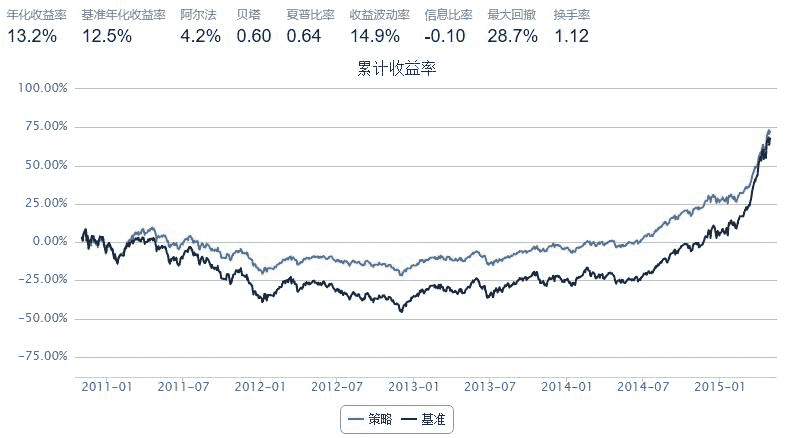 年化收益率 基准年化收益率 阿尔法 贝塔 夏普比率 收益波动率 信息比率 最大回撤 换手率
13.2% 12.5% 4.2% 0.60 0.64 14.9% -0.10 28.7% 1.12
累计收益率
100.00%
75.00%
50.00%
25.00%
0.00%
-25.00%
-50.00%
-75.00%
2011-01 2011-07 2012-01 2012-07 2013-01 2013-07 2014-01 2014-07 2015-01
策略 基准